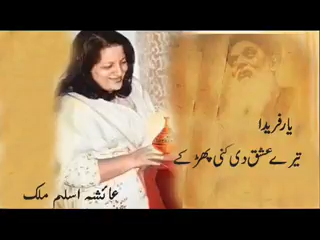 یار فریدا
تیرے عشق دی کنی پھڑ کے
عائشہ اسلم ملک